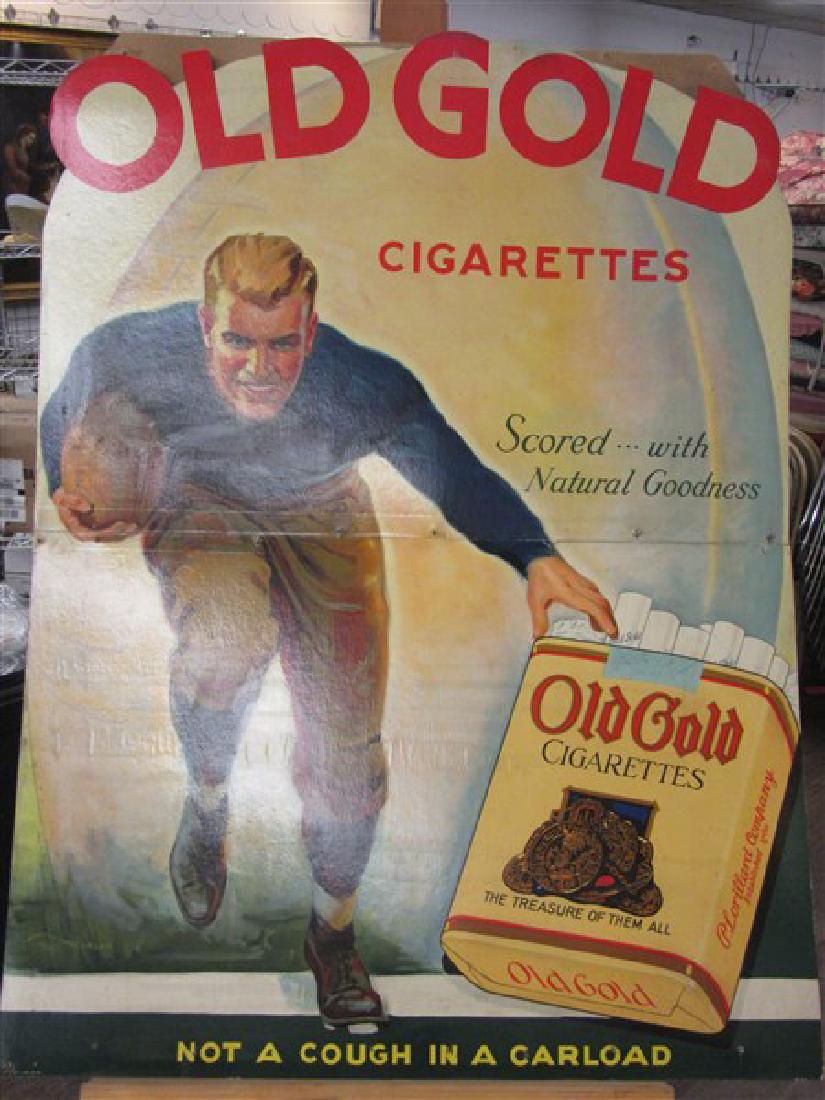 OLD GOLD
CIGARETTES
Scored ... with
Natural Goodness
Old Gold
CIGARETTES
THE TREASURE OF THEM ALL
P. Lorillard Company
Old Gold
NOT A COUGH IN A CARLOAD